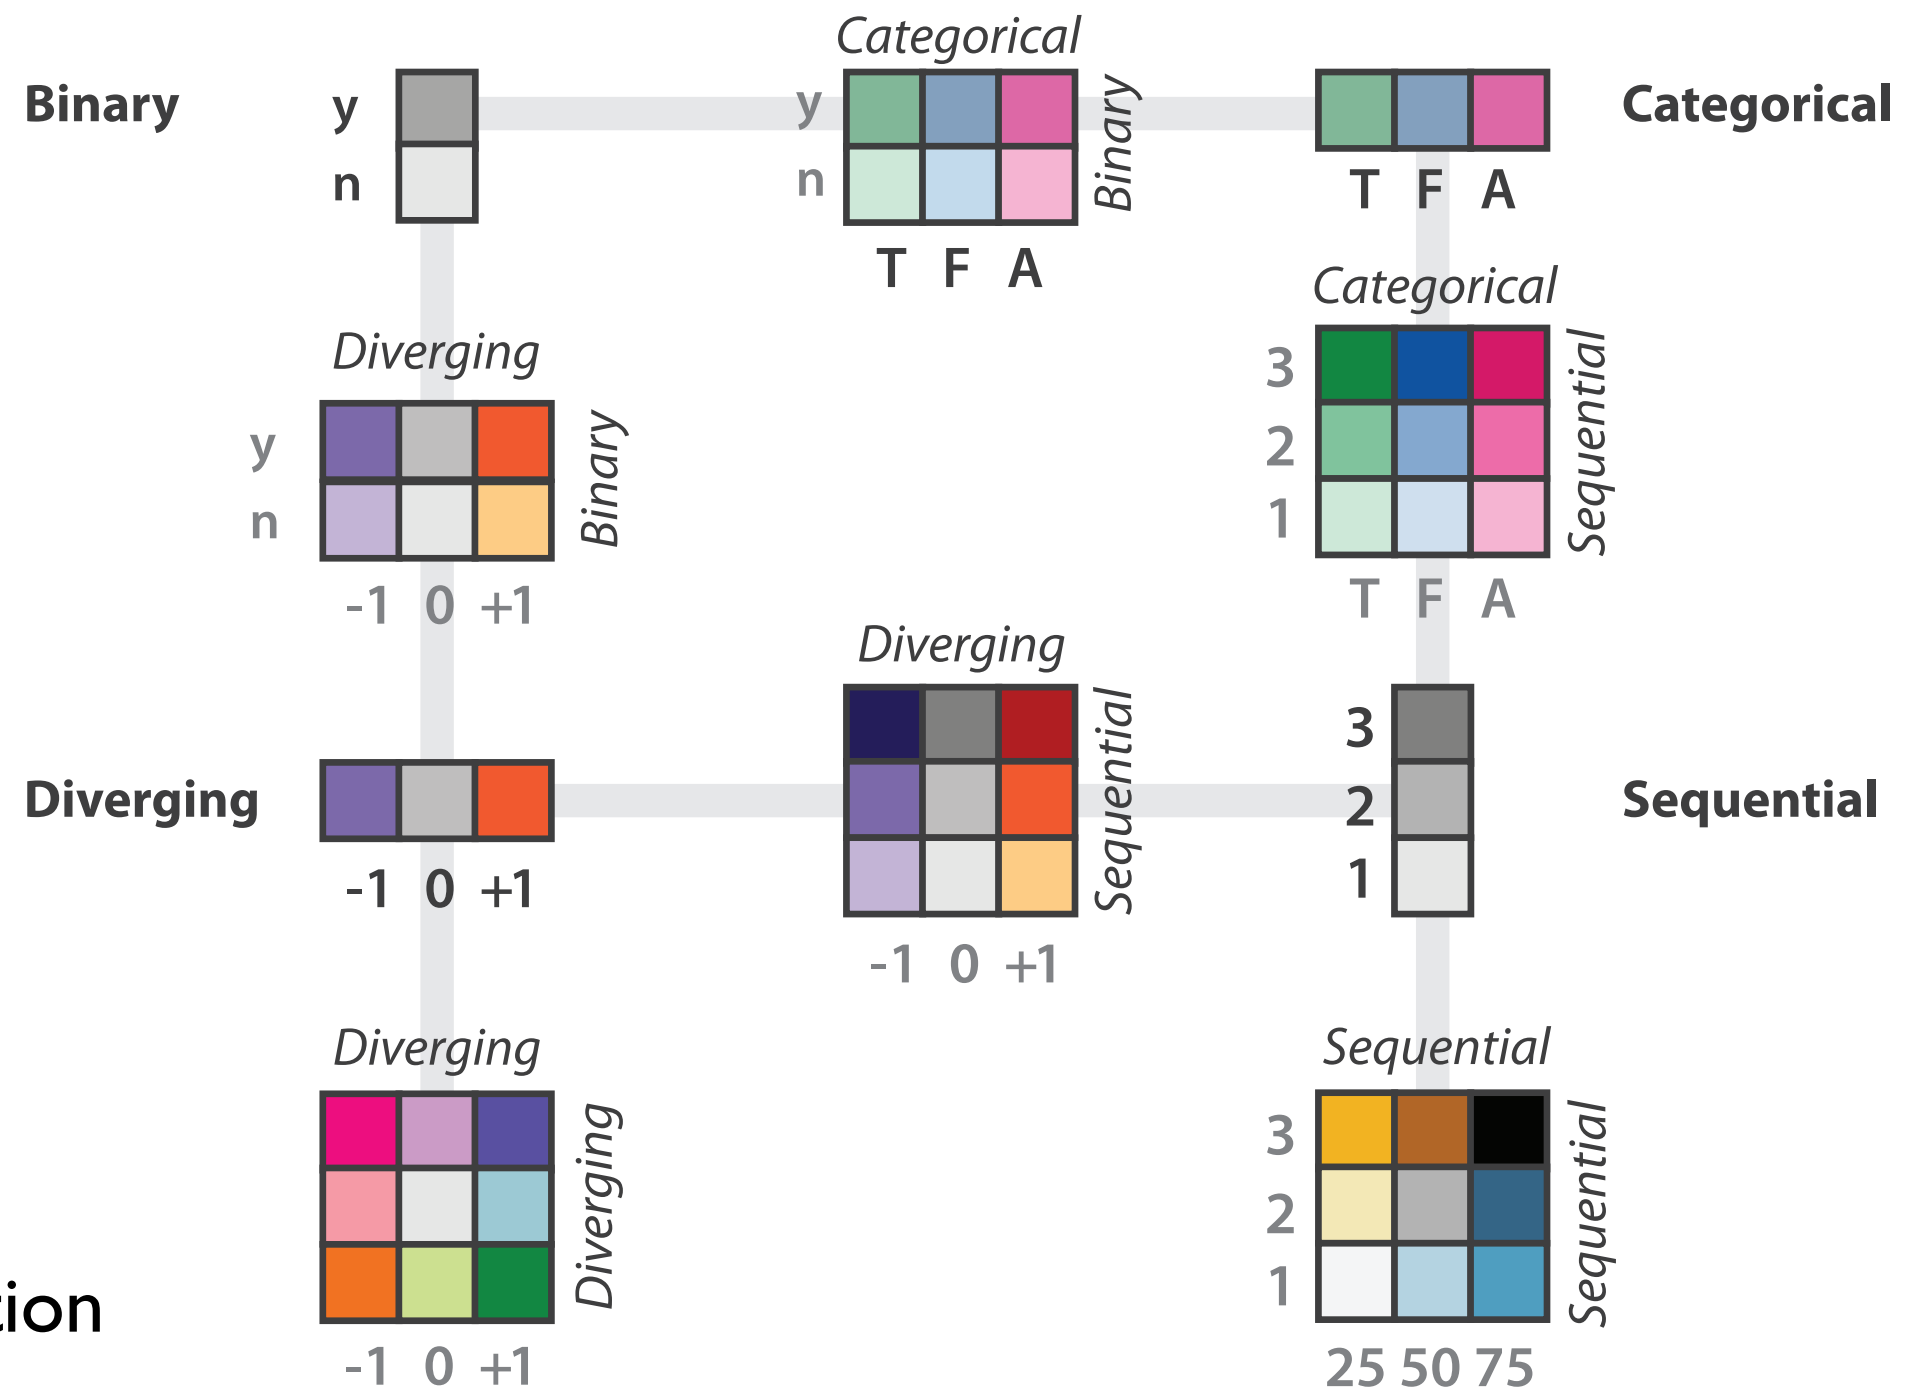 Categorical
Binary y y Binary Categorical
n n T F A
T F A
Categorical
Diverging
3 Sequential
y Binary 2
n 1
-1 0 +1 T F A
Diverging
3
Diverging Sequential 2 Sequential
-1 0 +1 1
-1 0 +1
Diverging Sequential
3
Diverging 2 Sequential
tion 1
-1 0 +1 25 50 75